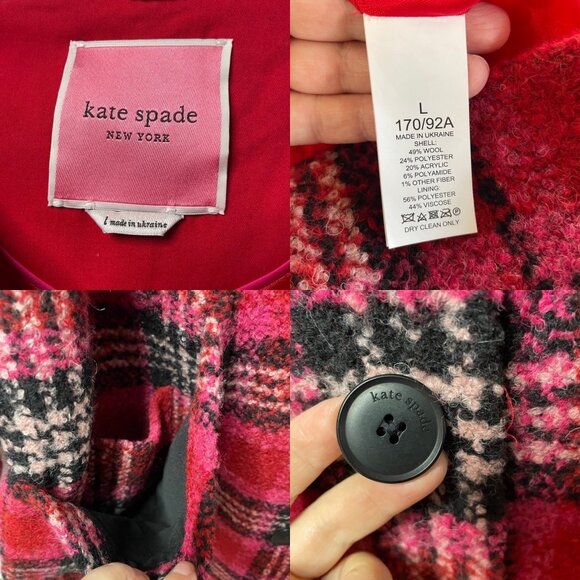 kate spade
NEW YORK
L made in ukraine
L
170/92A
MADE IN UKRAINE
SHELL:
49% WOOL
24% POLYESTER
20% ACRYLIC
6% POLYAMIDE
1% OTHER FIBER
LINING:
56% POLYESTER
44% VISCOSE
DRY CLEAN ONLY
kate spade